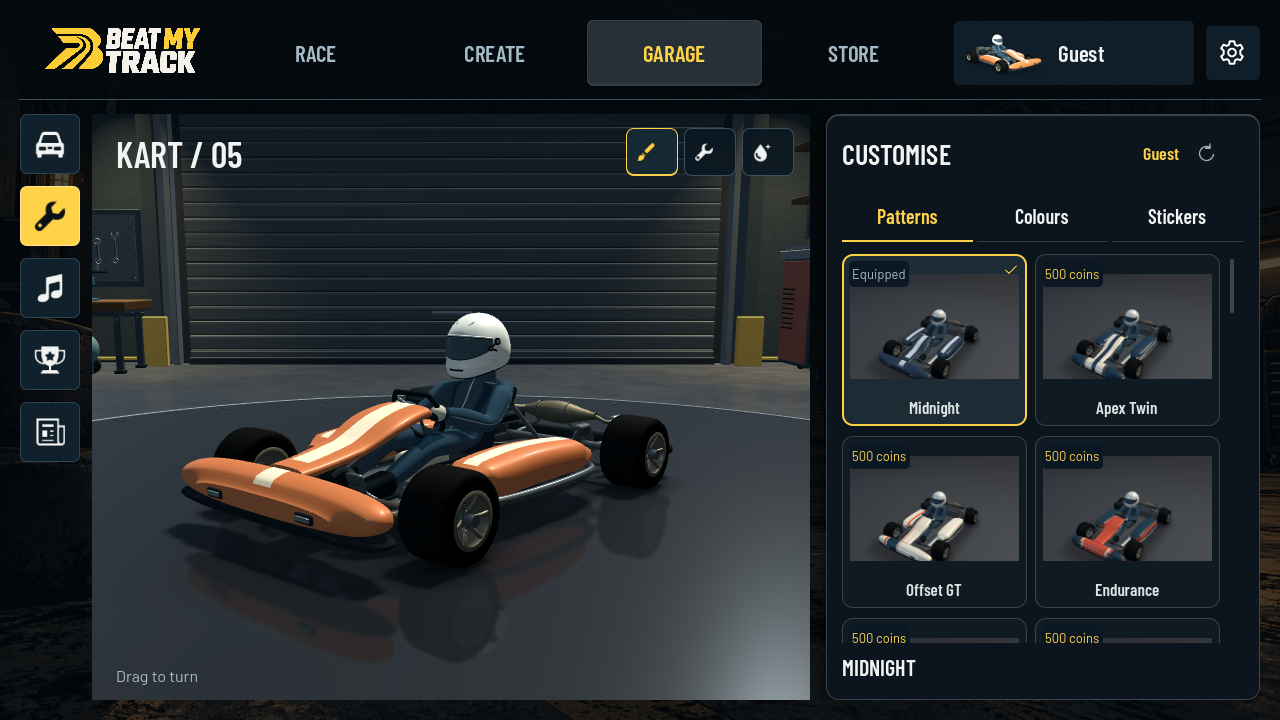 BEAT MY
TRACK
RACE
CREATE
GARAGE
STORE
Guest
KART / 05
CUSTOMISE
Guest
Patterns
Colours
Stickers
Equipped
500 coins
Midnight
Apex Twin
500 coins
500 coins
Offset GT
Endurance
500 coins
500 coins
MIDNIGHT
Drag to turn